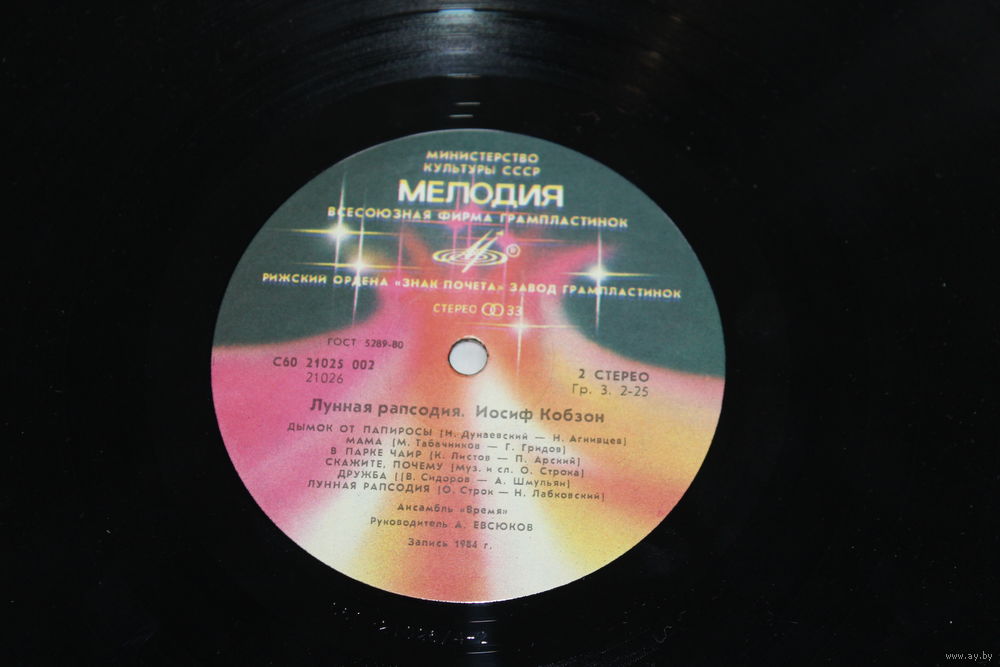 МИНИСТЕРСТВО
КУЛЬТУРЫ СССР
МЕЛОДИЯ
ВСЕСОЮЗНАЯ ФИРМА ГРАМПЛАСТИНОК
®
РИЖСКИЙ ОРДЕНА «ЗНАК ПОЧЕТА» ЗАВОД ГРАМПЛАСТИНОК
СТЕРЕО 33
ГОСТ 5289-80
С60 21025 002
21026
2 СТЕРЕО
Гр. 3. 2-25
Лунная рапсодия. Иосиф Кобзон
ДЫМОК ОТ ПАПИРОСЫ (И. Дунаевский — Н. Агнивцев)
МАМА (М. Табачников — Г. Гридов)
В ПАРКЕ ЧАИР (К. Листов — П. Арский)
СКАЖИТЕ, ПОЧЕМУ (Муз. и сл. О. Строка)
ДРУЖБА ((В. Сидоров — А. Шмульян)
ЛУННАЯ РАПСОДИЯ (О. Строк — Н. Лабковский)
Ансамбль «Время»
Руководитель А. ЕВСЮКОВ
Запись 1984 г.
www.ay.by